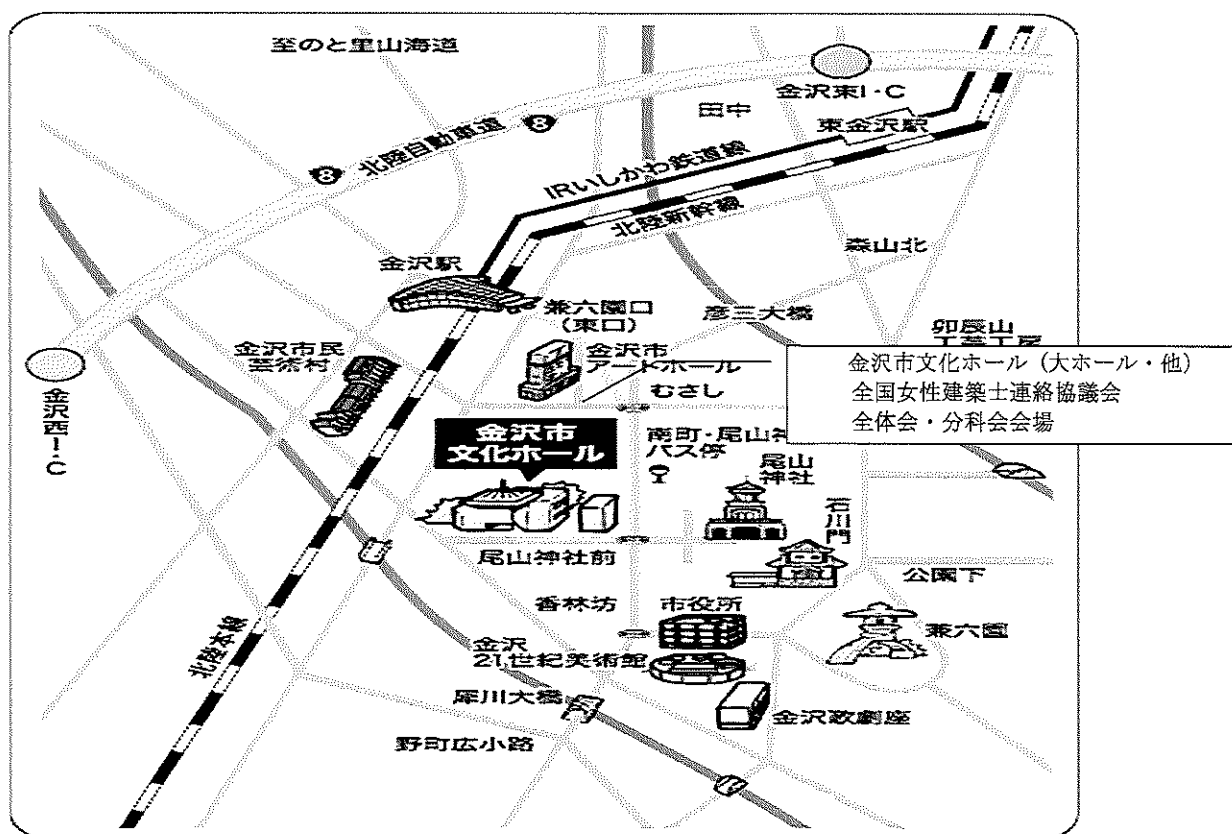 至のと里山海道
金沢東I・C
田中
東金沢駅
8
北陸自動車道
8
IRいしかわ鉄道線
北陸新幹線
森山北
金沢駅
兼六園口
(東口)
彦三大橋
卯辰山
工芸工房
金沢市民
芸術村
金沢市
アートホール
むさし
金沢市文化ホール(大ホール・他)
全国女性建築士連絡協議会
全体会・分科会会場
金沢西I・C
金沢市
文化ホール
南町・尾山神
バス停
尾山
神社
石川門
尾山神社前
公園下
香林坊
市役所
兼六園
金沢
21世紀美術館
北陸本線
犀川大橋
金沢歌劇座
野町広小路